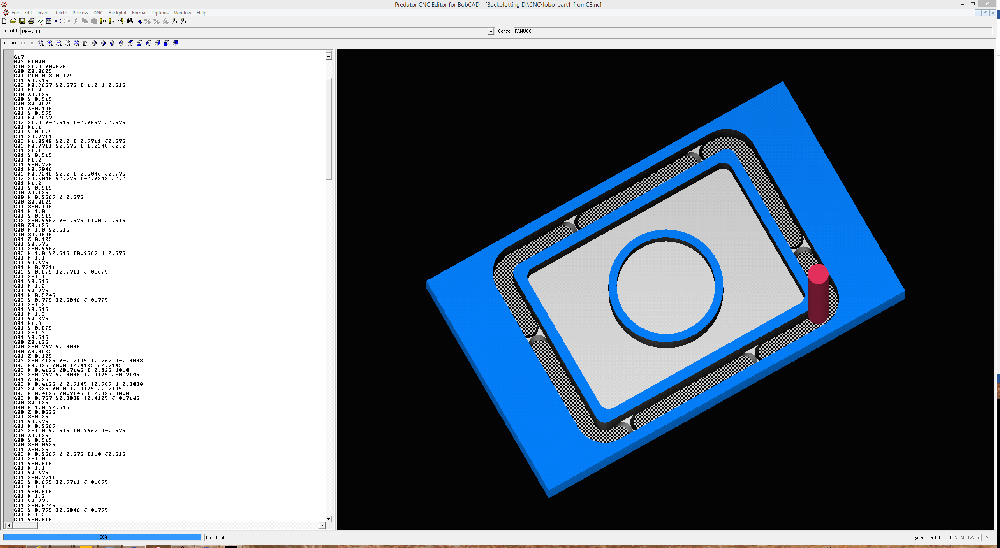 Predator CNC Editor for BobCAD - [Backplotting D:\CNC\lobo_part1_fromCB.nc]
File Edit Insert Delete Process DNC Backplot Format Options Window Help
Template DEFAULT Control FANUC0
G17
M03 S1000
G00 X1.0 Y0.575
G00 Z0.0625
G01 F10.0 Z-0.125
G01 Y0.515
G03 X0.9667 Y0.575 I-1.0 J-0.515
G01 X1.0
G00 Z0.125
G00 Y-0.515
G00 Z0.0625
G01 Z-0.125
G01 Y-0.575
G01 X0.9667
G03 X1.0 Y-0.515 I-0.9667 J0.575
G01 X1.1
G01 Y-0.675
G01 X0.7711
G03 X1.0248 Y0.0 I-0.7711 J0.675
G03 X0.7711 Y0.675 I-1.0248 J0.0
G01 X1.1
G01 Y-0.515
G01 X1.2
G01 Y-0.775
G01 X0.5046
G03 X0.9248 Y0.0 I-0.5046 J0.775
G03 X0.5046 Y0.775 I-0.9248 J0.0
G01 X1.2
G01 Y-0.515
G00 Z0.125
G00 X-0.9667 Y-0.575
G00 Z0.0625
G01 Z-0.125
G01 X-1.0
G01 Y-0.515
G03 X-0.9667 Y-0.575 I1.0 J0.515
G00 Z0.125
G00 X-1.0 Y0.515
G00 Z0.0625
G01 Z-0.125
G01 Y0.575
G01 X-0.9667
G03 X-1.0 Y0.515 I0.9667 J-0.575
G01 X-1.1
G01 Y0.675
G01 X-0.7711
G03 Y-0.675 I0.7711 J-0.675
G01 X-1.1
G01 Y0.515
G01 X-1.2
G01 Y0.775
G01 X-0.5046
G03 Y-0.775 I0.5046 J-0.775
G01 X-1.2
G01 Y0.515
G01 X-1.3
G01 Y0.875
G01 X1.3
G01 Y-0.875
G01 X-1.3
G01 Y0.515
G00 Z0.125
G00 X-0.767 Y0.3038
G00 Z0.0625
G01 Z-0.125
G03 X-0.4125 Y-0.7145 I0.767 J-0.3038
G03 X0.825 Y0.0 I0.4125 J0.7145
G03 X-0.4125 Y0.7145 I-0.825 J0.0
G03 X-0.767 Y0.3038 I0.4125 J-0.7145
G01 Z-0.25
G03 X-0.4125 Y-0.7145 I0.767 J-0.3038
G03 X0.825 Y0.0 I0.4125 J0.7145
G03 X-0.4125 Y0.7145 I-0.825 J0.0
G03 X-0.767 Y0.3038 I0.4125 J-0.7145
G00 Z0.125
G00 X-1.0 Y0.515
G00 Z-0.0625
G01 Z-0.25
G01 Y0.575
G01 X-0.9667
G03 X-1.0 Y0.515 I0.9667 J-0.575
G00 Z0.125
G00 Y-0.515
G00 Z-0.0625
G01 Z-0.25
G03 X-0.9667 Y-0.575 I1.0 J0.515
G01 X-1.0
G01 Y-0.515
G01 X-1.1
G01 Y0.675
G01 X-0.7711
G03 Y-0.675 I0.7711 J-0.675
G01 X-1.1
G01 Y-0.515
G01 X-1.2
G01 Y0.775
G01 X-0.5046
G03 Y-0.775 I0.5046 J-0.775
G01 X-1.2
G01 Y-0.515
100% Ln 19 Col 1 Cycle Time: 00:13:51 NUM CAPS INS